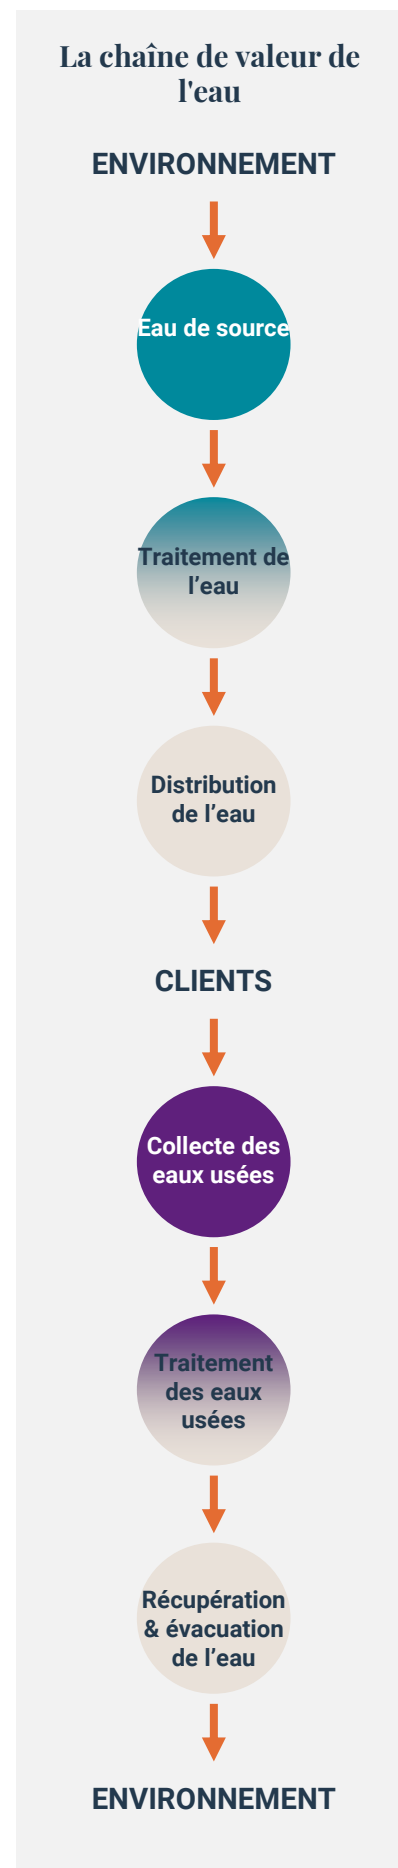 La chaîne de valeur de
l'eau
ENVIRONNEMENT
Eau de source
Traitement de
l’eau
Distribution
de l’eau
CLIENTS
Collecte des
eaux usées
Traitement
des eaux
usées
Récupération
& évacuation
de l’eau
ENVIRONNEMENT